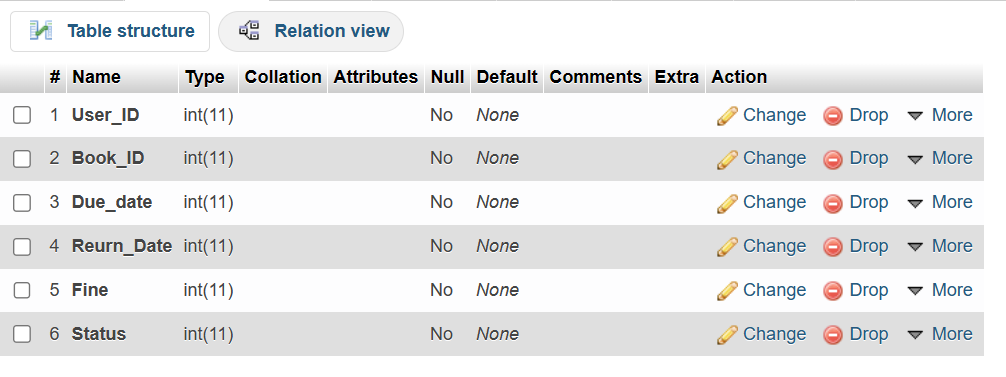 Table structure Relation view
# Name Type Collation Attributes Null Default Comments Extra Action
1 User_ID int(11) No None Change Drop More
2 Book_ID int(11) No None Change Drop More
3 Due_date int(11) No None Change Drop More
4 Reurn_Date int(11) No None Change Drop More
5 Fine int(11) No None Change Drop More
6 Status int(11) No None Change Drop More